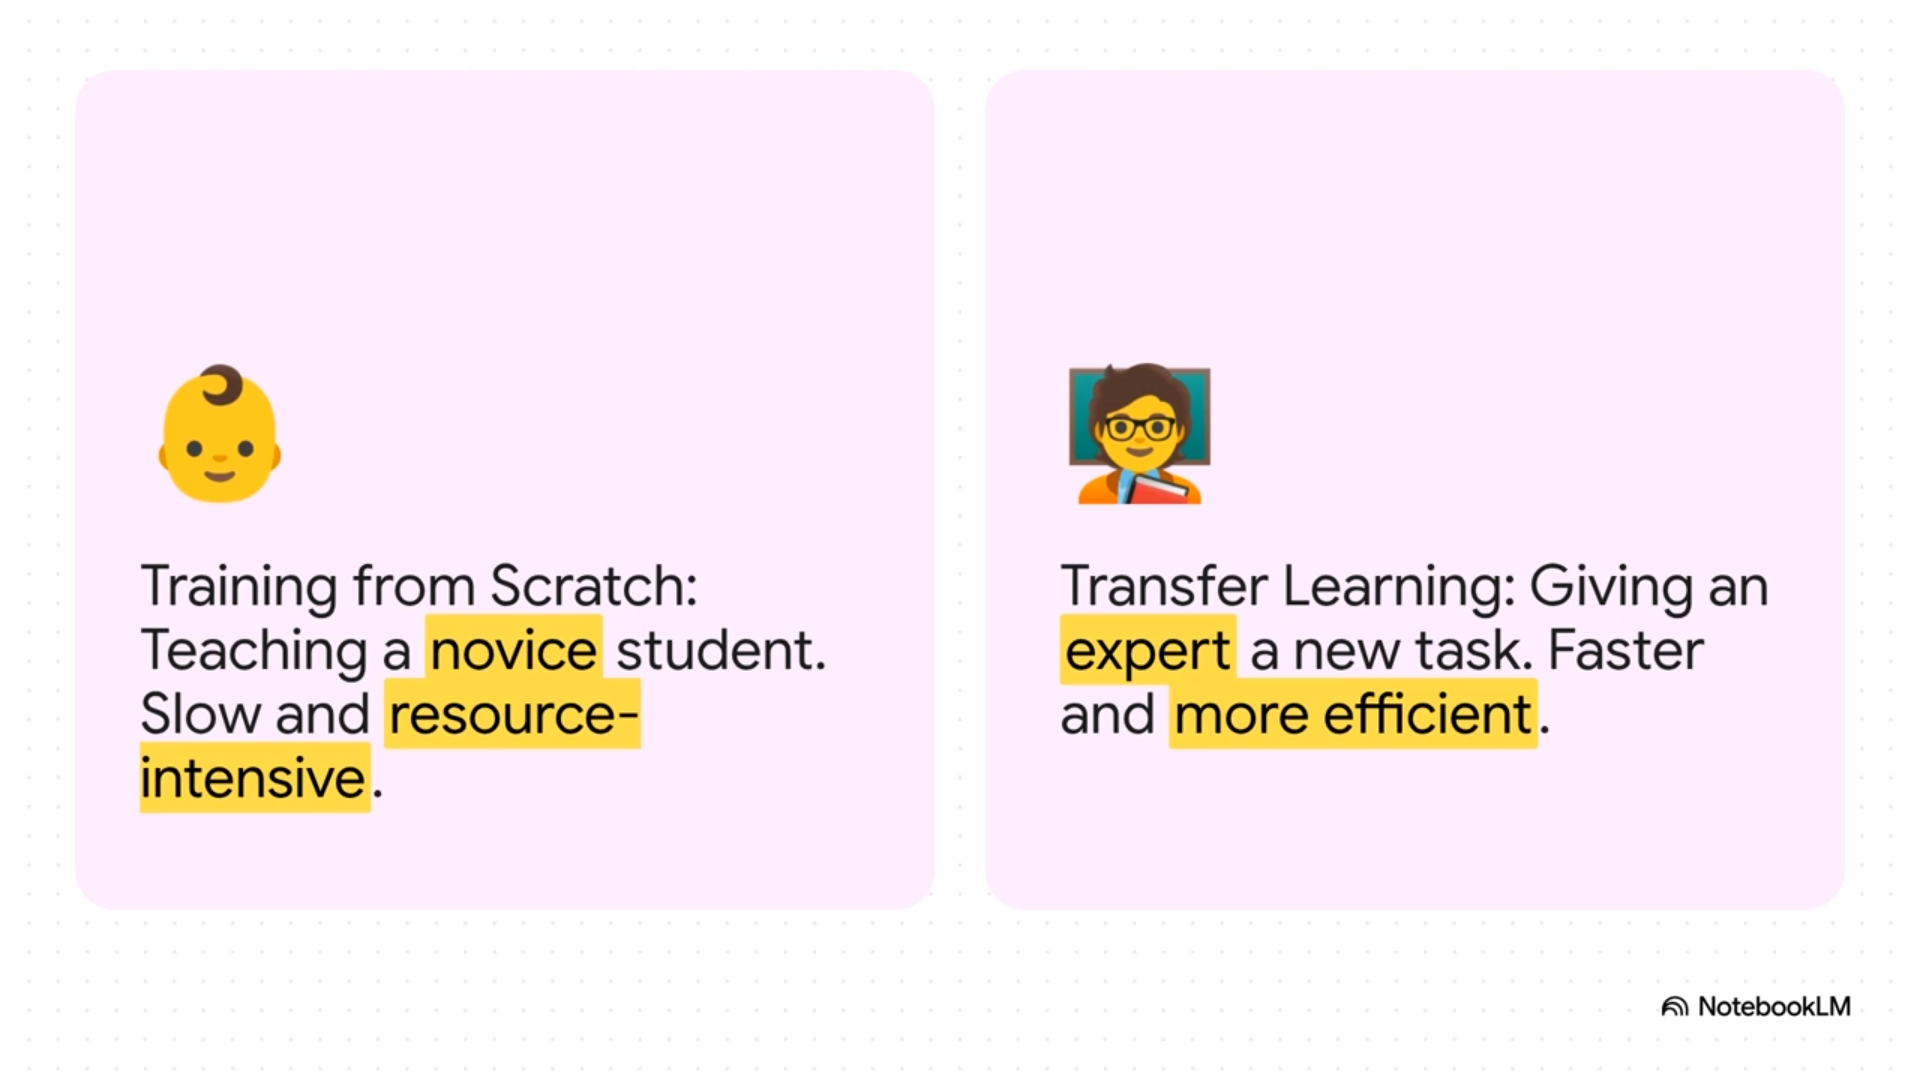 Training from Scratch:
Teaching a novice student.
Slow and resource-
intensive.
Transfer Learning: Giving an
expert a new task. Faster
and more efficient.
NotebookLM